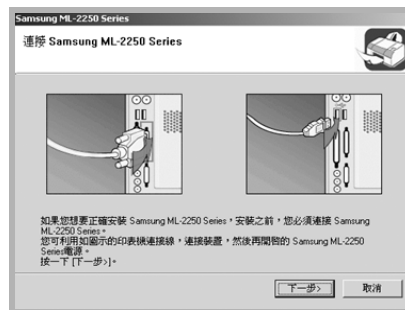 Samsung ML-2250 Series
連接 Samsung ML-2250 Series
如果您想要正確安裝 Samsung ML-2250 Series，安裝之前，您必須連接 Samsung
ML-2250 Series。
您可利用如圖示的印表機連接線，連接裝置，然後再開啟的 Samsung ML-2250
Series電源。
按一下 [下一步>]。
下一步>
取消